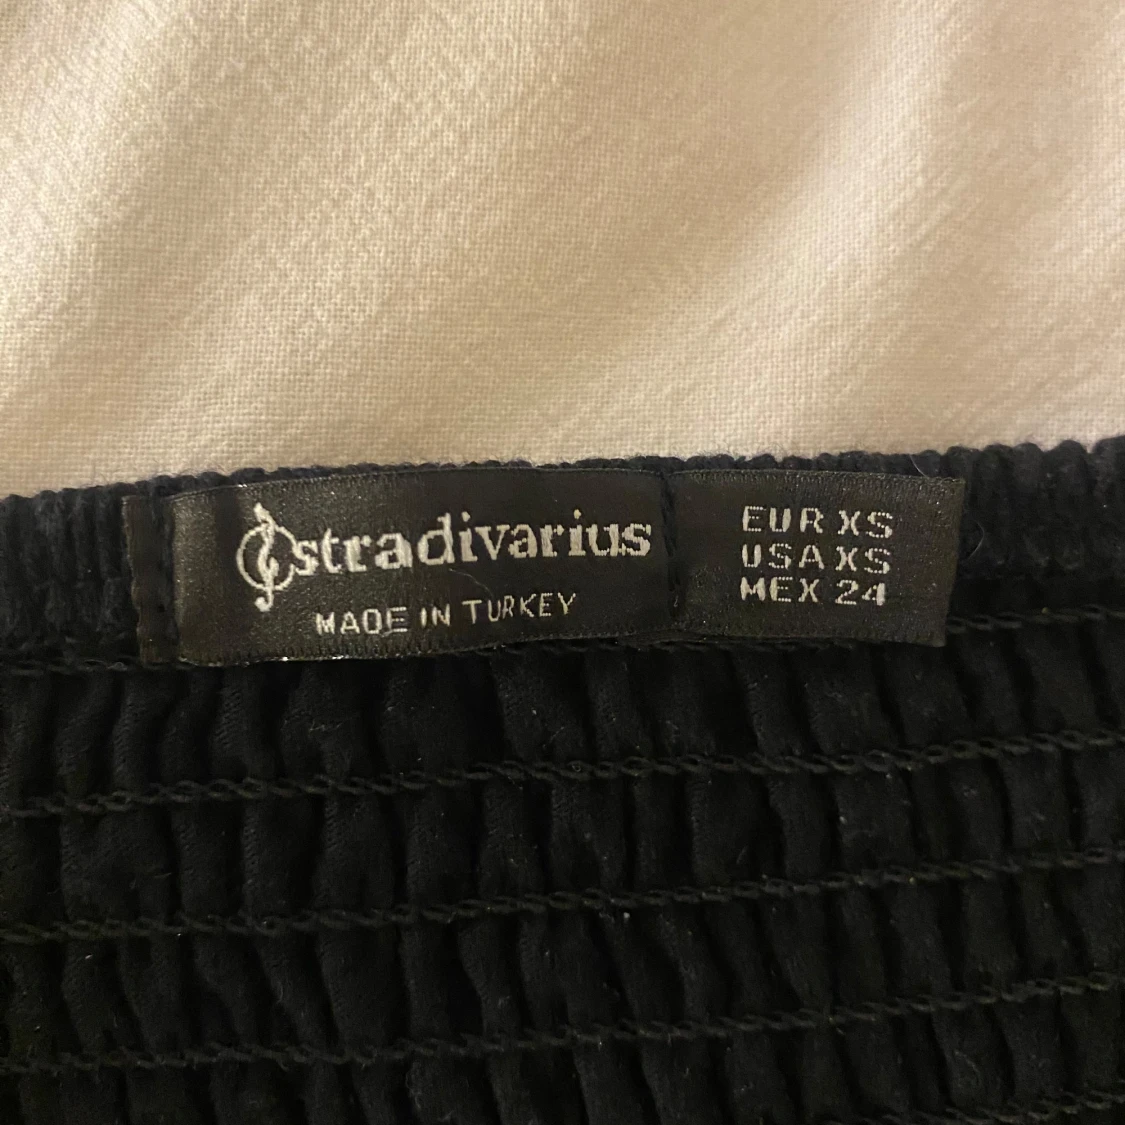 stradivarius
MADE IN TURKEY
EUR XS
USA XS
MEX 24